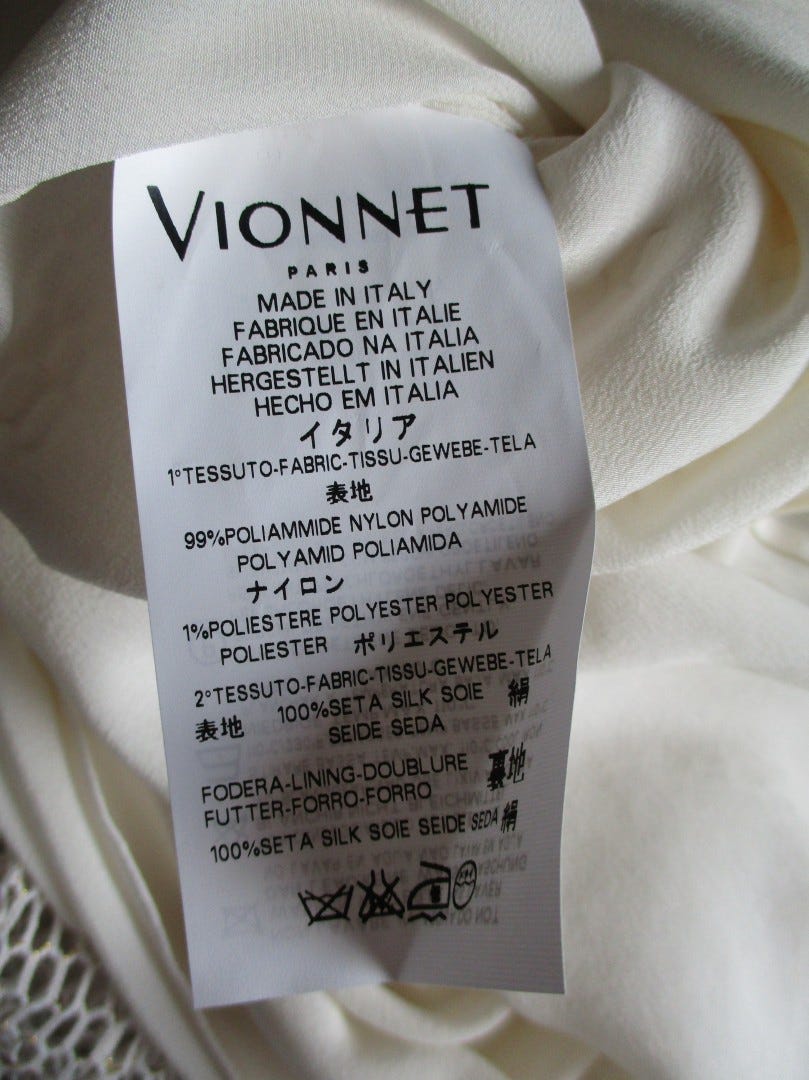 VIONNET
PARIS
MADE IN ITALY
FABRIQUE EN ITALIE
FABRICADO NA ITALIA
HERGESTELLT IN ITALIEN
HECHO EM ITALIA
イタリア
1°TESSUTO-FABRIC-TISSU-GEWEBE-TELA
表地
99%POLIAMMIDE NYLON POLYAMIDE
POLYAMID POLIAMIDA
ナイロン
1%POLIESTERE POLYESTER POLYESTER
POLIESTER ポリエステル
2°TESSUTO-FABRIC-TISSU-GEWEBE-TELA
表地 100%SETA SILK SOIE 絹
SEIDE SEDA
FODERA-LINING-DOUBLURE 裏地
FUTTER-FORRO-FORRO
100%SETA SILK SOIE SEIDE SEDA 絹